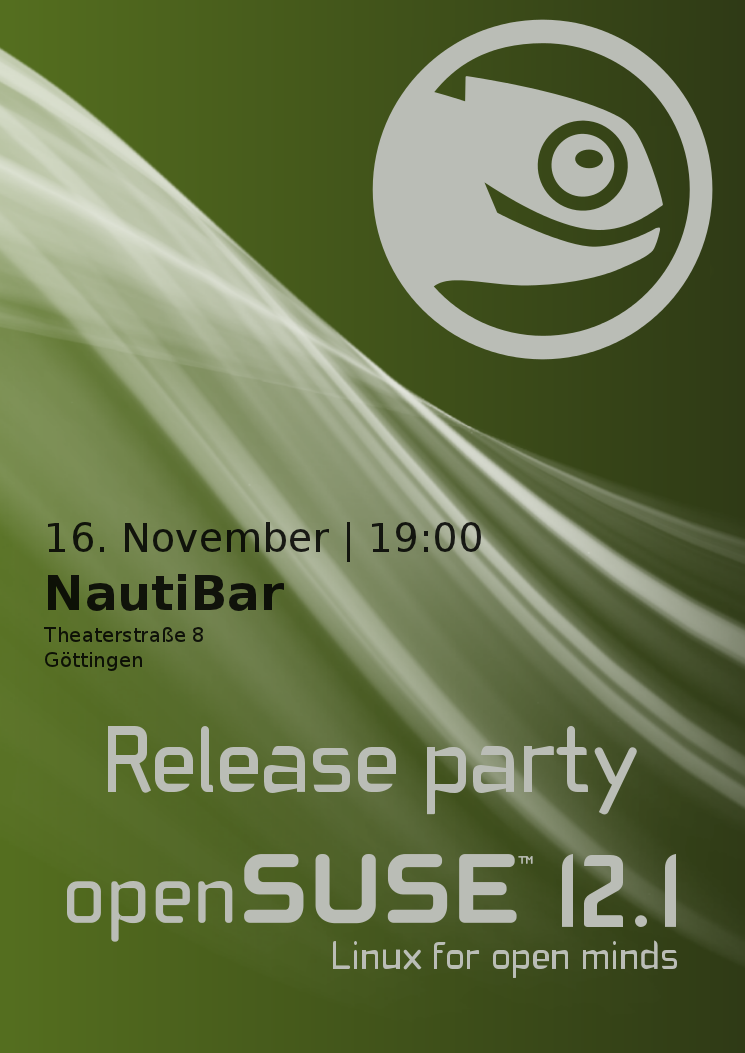 16. November | 19:00
NautiBar
Theaterstraße 8
Göttingen
Release party
openSUSE™ 12.1
Linux for open minds